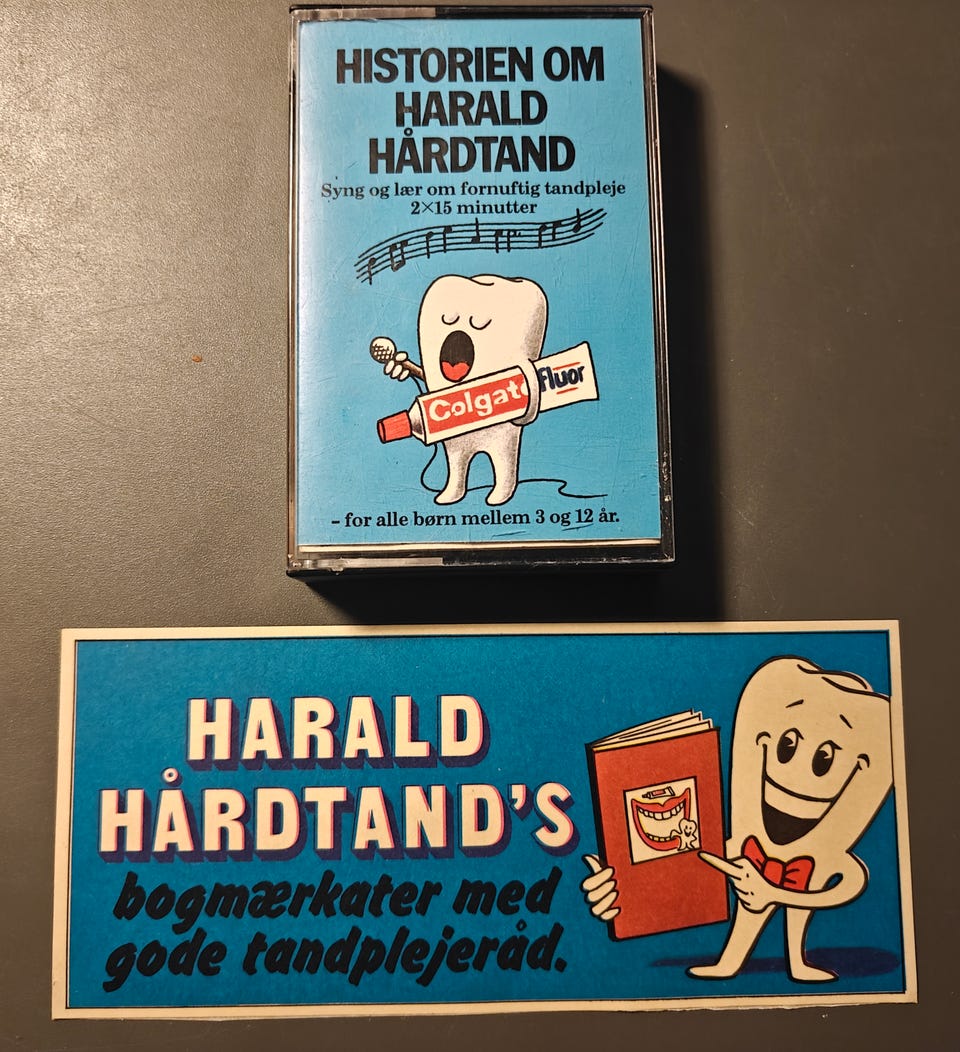 HISTORIEN OM
HARALD
HÅRDTAND
Syng og lær om fornuftig tandpleje
2×15 minutter
Colgate fluor
– for alle børn mellem 3 og 12 år.
HARALD
HÅRDTAND'S
bogmærkater med
gode tandplejeråd.